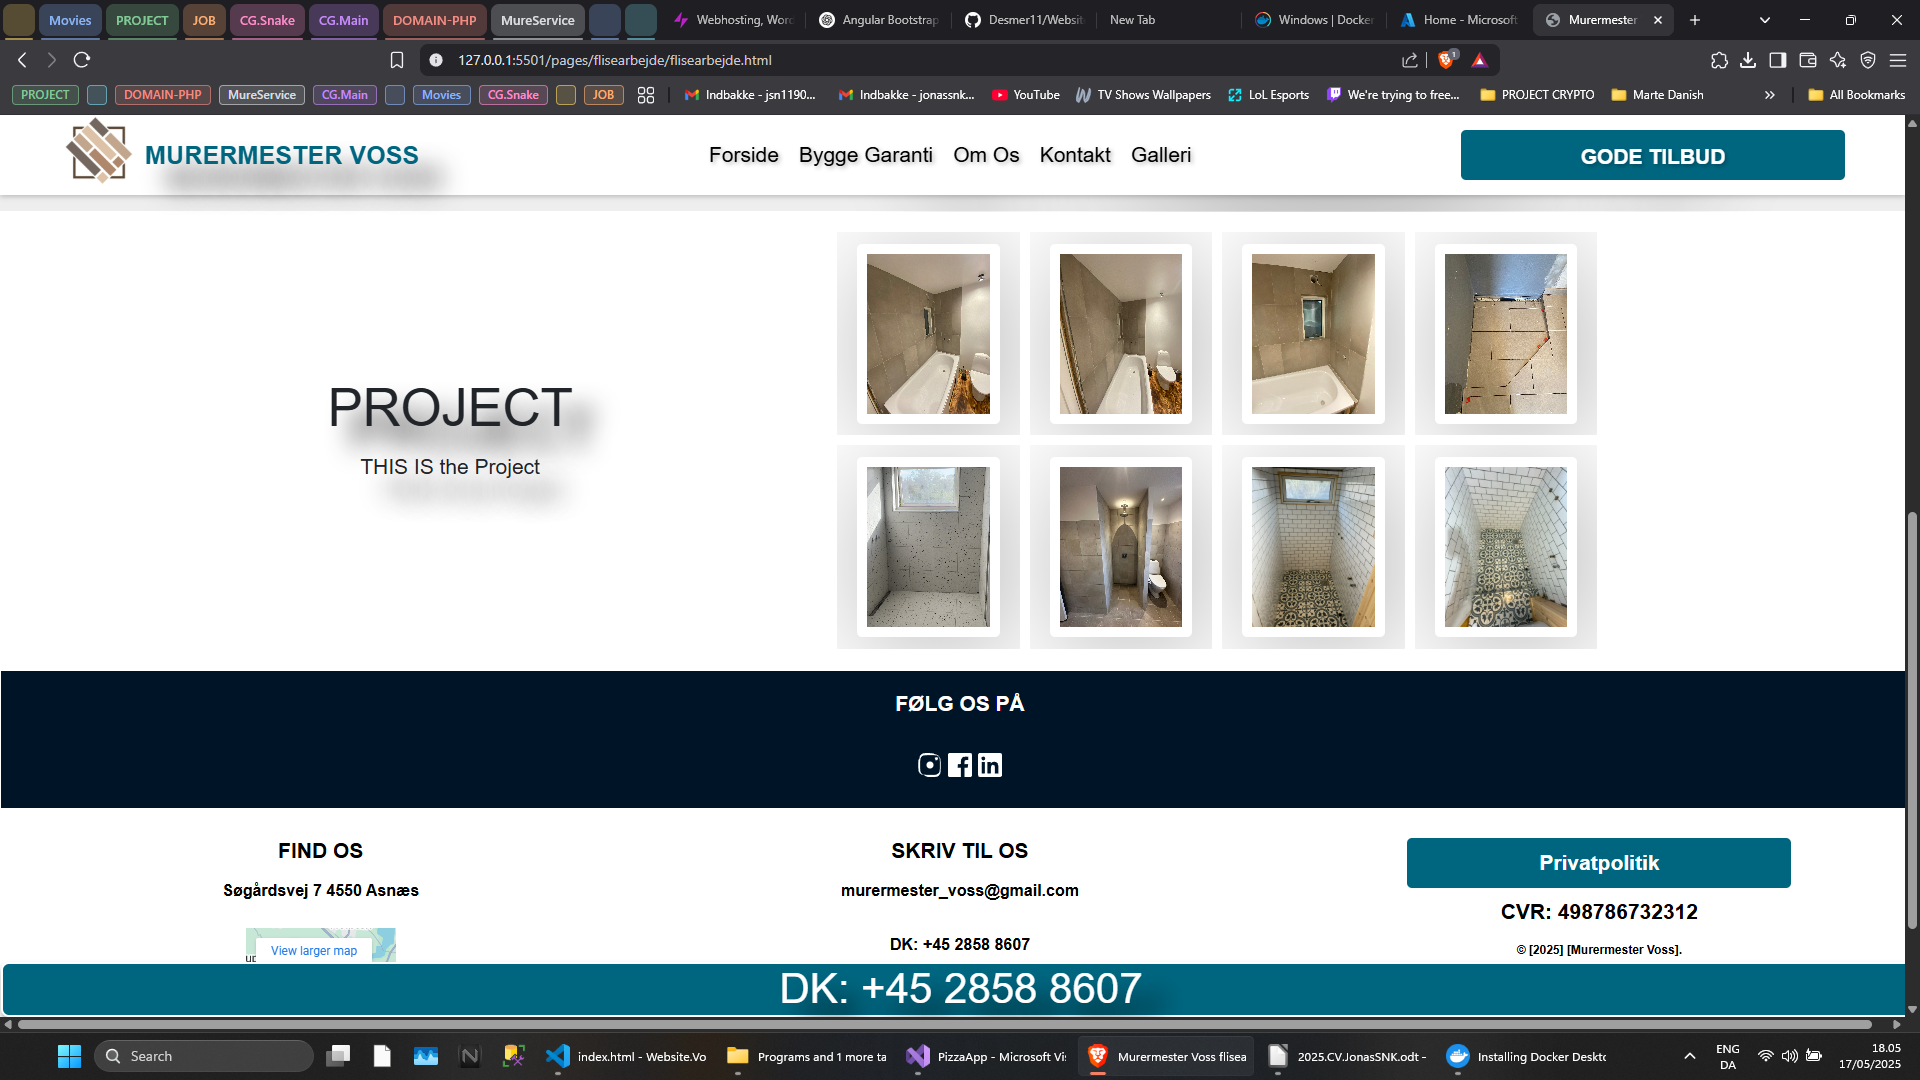 Movies PROJECT JOB CG.Snake CG.Main DOMAIN-PHP MureService Webhosting, Word Angular Bootstrap Desmer11/Website New Tab Windows | Docker Home - Microsoft Murermester
127.0.0.1:5501/pages/flisearbejde/flisearbejde.html
1
PROJECT DOMAIN-PHP MureService CG.Main Movies CG.Snake JOB Indbakke - jsn1190... Indbakke - jonassnk... YouTube TV Shows Wallpapers LoL Esports We're trying to free... PROJECT CRYPTO Marte Danish All Bookmarks
MURERMESTER VOSS Forside Bygge Garanti Om Os Kontakt Galleri GODE TILBUD
PROJECT
THIS IS the Project
FØLG OS PÅ
FIND OS SKRIV TIL OS Privatpolitik
Søgårdsvej 7 4550 Asnæs murermester_voss@gmail.com CVR: 498786732312
View larger map DK: +45 2858 8607 © [2025] [Murermester Voss].
DK: +45 2858 8607
Search index.html - Website.Vo Programs and 1 more ta PizzaApp - Microsoft Vi Murermester Voss flisea 2025.CV.JonasSNK.odt - Installing Docker Deskto ENG 18.05
DA 17/05/2025